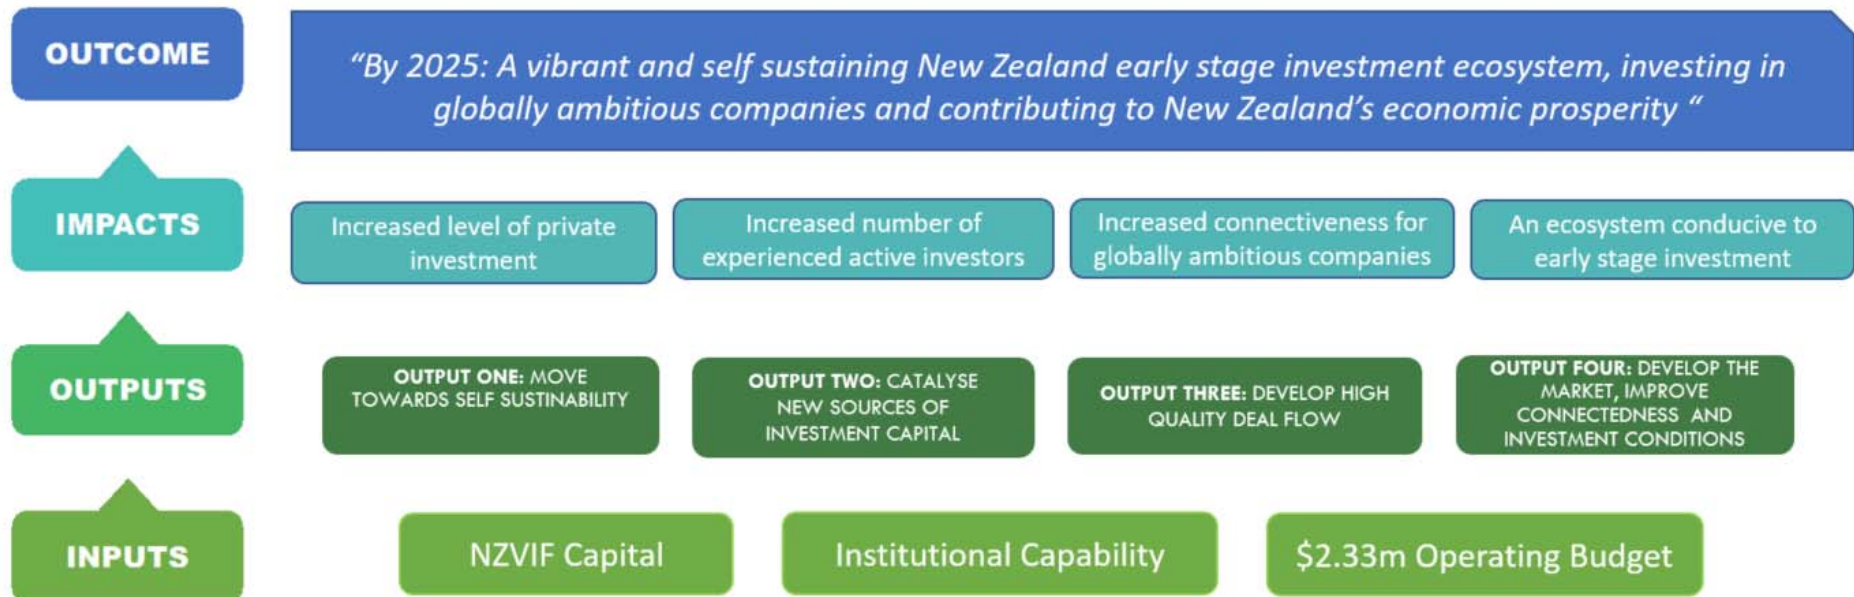 OUTCOME
“By 2025: A vibrant and self sustaining New Zealand early stage investment ecosystem, investing in
globally ambitious companies and contributing to New Zealand’s economic prosperity “
IMPACTS
Increased level of private
investment
Increased number of
experienced active investors
Increased connectiveness for
globally ambitious companies
An ecosystem conducive to
early stage investment
OUTPUTS
OUTPUT ONE: MOVE
TOWARDS SELF SUSTINABILITY
OUTPUT TWO: CATALYSE
NEW SOURCES OF
INVESTMENT CAPITAL
OUTPUT THREE: DEVELOP HIGH
QUALITY DEAL FLOW
OUTPUT FOUR: DEVELOP THE
MARKET, IMPROVE
CONNECTEDNESS AND
INVESTMENT CONDITIONS
INPUTS
NZVIF Capital
Institutional Capability
$2.33m Operating Budget